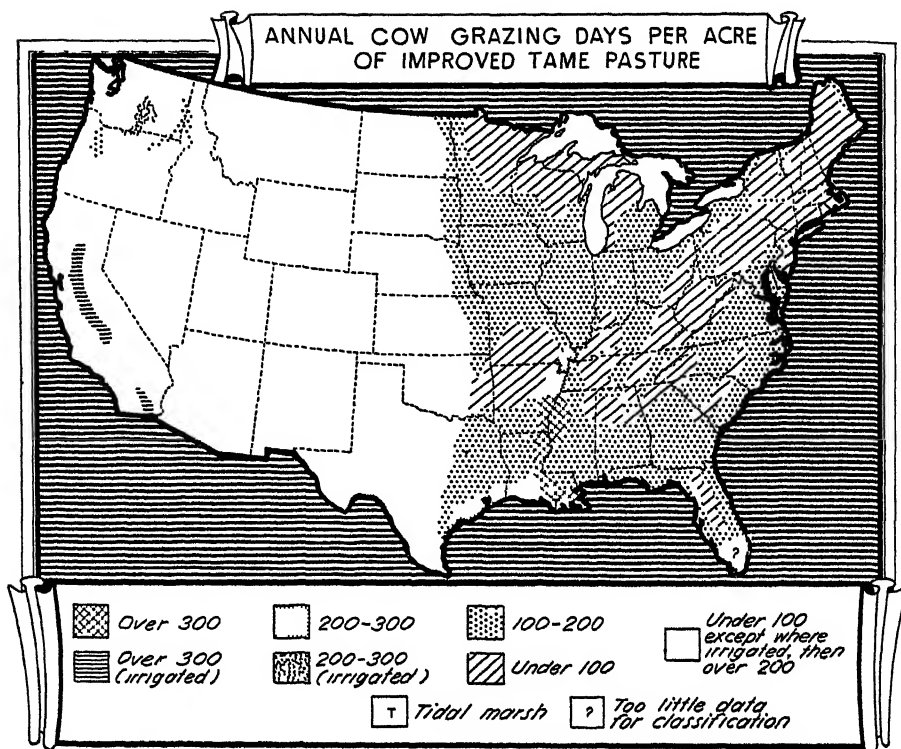 ANNUAL COW GRAZING DAYS PER ACRE
OF IMPROVED TAME PASTURE
?
Over 300
200-300
100-200
Under 100
except where
irrigated, then
over 200
Over 300
(irrigated)
200-300
(irrigated)
Under 100
T Tidal marsh
? Too little data
for classification